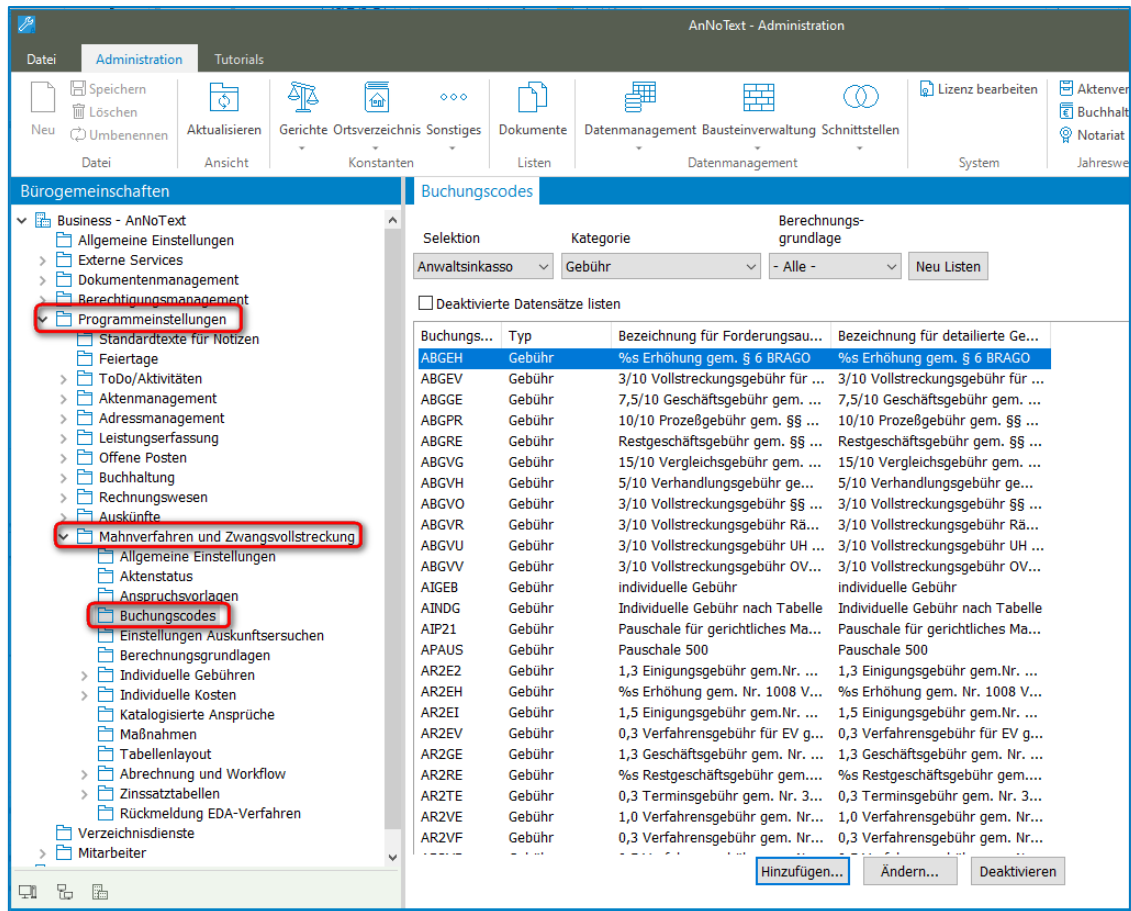 AnNoText - Administration
Datei Administration Tutorials
Neu
Speichern
Löschen
Umbenennen
Datei
Aktualisieren
Ansicht
Gerichte Ortsverzeichnis Sonstiges
Konstanten
Dokumente
Listen
Datenmanagement Bausteinverwaltung Schnittstellen
Datenmanagement
Lizenz bearbeiten
System
Aktenver
Buchhalt
Notariat
Jahreswe
Bürogemeinschaften
Business - AnNoText
Allgemeine Einstellungen
Externe Services
Dokumentenmanagement
Berechtigungsmanagement
Programmeinstellungen
Standardtexte für Notizen
Feiertage
ToDo/Aktivitäten
Aktenmanagement
Adressmanagement
Leistungserfassung
Offene Posten
Buchhaltung
Rechnungswesen
Auskünfte
Mahnverfahren und Zwangsvollstreckung
Allgemeine Einstellungen
Aktenstatus
Anspruchsvorlagen
Buchungscodes
Einstellungen Auskunftsersuchen
Berechnungsgrundlagen
Individuelle Gebühren
Individuelle Kosten
Katalogisierte Ansprüche
Maßnahmen
Tabellenlayout
Abrechnung und Workflow
Zinssatztabellen
Rückmeldung EDA-Verfahren
Verzeichnisdienste
Mitarbeiter
Buchungscodes
Selektion Kategorie Berechnungs-
grundlage
Anwaltsinkasso Gebühr - Alle - Neu Listen
Deaktivierte Datensätze listen
Buchungs... Typ Bezeichnung für Forderungsau... Bezeichnung für detailierte Ge...
ABGEH Gebühr %s Erhöhung gem. § 6 BRAGO %s Erhöhung gem. § 6 BRAGO
ABGEV Gebühr 3/10 Vollstreckungsgebühr für ... 3/10 Vollstreckungsgebühr für ...
ABGGE Gebühr 7,5/10 Geschäftsgebühr gem. ... 7,5/10 Geschäftsgebühr gem. ...
ABGPR Gebühr 10/10 Prozeßgebühr gem. §§ ... 10/10 Prozeßgebühr gem. §§ ...
ABGRE Gebühr Restgeschäftsgebühr gem. §§ ... Restgeschäftsgebühr gem. §§ ...
ABGVG Gebühr 15/10 Vergleichsgebühr gem. ... 15/10 Vergleichsgebühr gem. ...
ABGVH Gebühr 5/10 Verhandlungsgebühr ge... 5/10 Verhandlungsgebühr ge...
ABGVO Gebühr 3/10 Vollstreckungsgebühr §§ ... 3/10 Vollstreckungsgebühr §§ ...
ABGVR Gebühr 3/10 Vollstreckungsgebühr Rä... 3/10 Vollstreckungsgebühr Rä...
ABGVU Gebühr 3/10 Vollstreckungsgebühr UH ... 3/10 Vollstreckungsgebühr UH ...
ABGVV Gebühr 3/10 Vollstreckungsgebühr OV... 3/10 Vollstreckungsgebühr OV...
AIGEB Gebühr individuelle Gebühr individuelle Gebühr
AINDG Gebühr Individuelle Gebühr nach Tabelle Individuelle Gebühr nach Tabelle
AIP21 Gebühr Pauschale für gerichtliches Ma... Pauschale für gerichtliches Ma...
APAUS Gebühr Pauschale 500 Pauschale 500
AR2E2 Gebühr 1,3 Einigungsgebühr gem.Nr. ... 1,3 Einigungsgebühr gem.Nr. ...
AR2EH Gebühr %s Erhöhung gem. Nr. 1008 V... %s Erhöhung gem. Nr. 1008 V...
AR2EI Gebühr 1,5 Einigungsgebühr gem.Nr. ... 1,5 Einigungsgebühr gem.Nr. ...
AR2EV Gebühr 0,3 Verfahrensgebühr für EV g... 0,3 Verfahrensgebühr für EV g...
AR2GE Gebühr 1,3 Geschäftsgebühr gem. Nr. ... 1,3 Geschäftsgebühr gem. Nr. ...
AR2RE Gebühr %s Restgeschäftsgebühr gem.... %s Restgeschäftsgebühr gem....
AR2TE Gebühr 0,3 Terminsgebühr gem. Nr. 3... 0,3 Terminsgebühr gem. Nr. 3...
AR2VE Gebühr 1,0 Verfahrensgebühr gem. Nr... 1,0 Verfahrensgebühr gem. Nr...
AR2VF Gebühr 0,3 Verfahrensgebühr gem. Nr... 0,3 Verfahrensgebühr gem. Nr...
Hinzufügen... Ändern... Deaktivieren